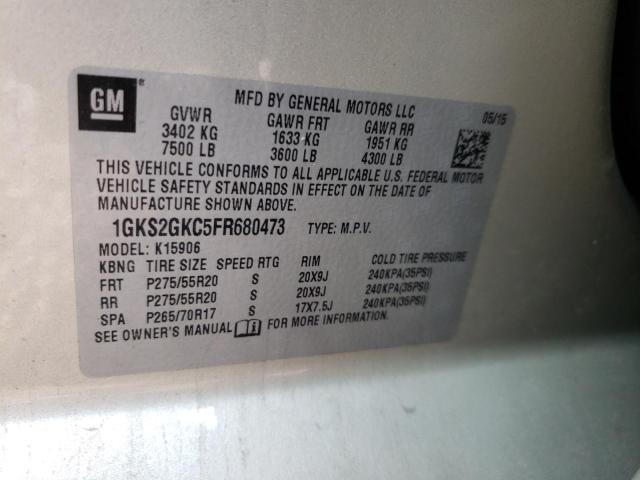 GM ®
MFD BY GENERAL MOTORS LLC 05/15
GVWR GAWR FRT GAWR RR
3402 KG 1633 KG 1951 KG
7500 LB 3600 LB 4300 LB
THIS VEHICLE CONFORMS TO ALL APPLICABLE U.S. FEDERAL MOTOR
VEHICLE SAFETY STANDARDS IN EFFECT ON THE DATE OF
MANUFACTURE SHOWN ABOVE.
1GKS2GKC5FR680473 TYPE: M.P.V.
MODEL: K15906
KBNG TIRE SIZE SPEED RTG RIM COLD TIRE PRESSURE
FRT P275/55R20 S 20X9J 240KPA(35PSI)
RR P275/55R20 S 20X9J 240KPA(35PSI)
SPA P265/70R17 S 17X7.5J 240KPA(35PSI)
SEE OWNER'S MANUAL FOR MORE INFORMATION.